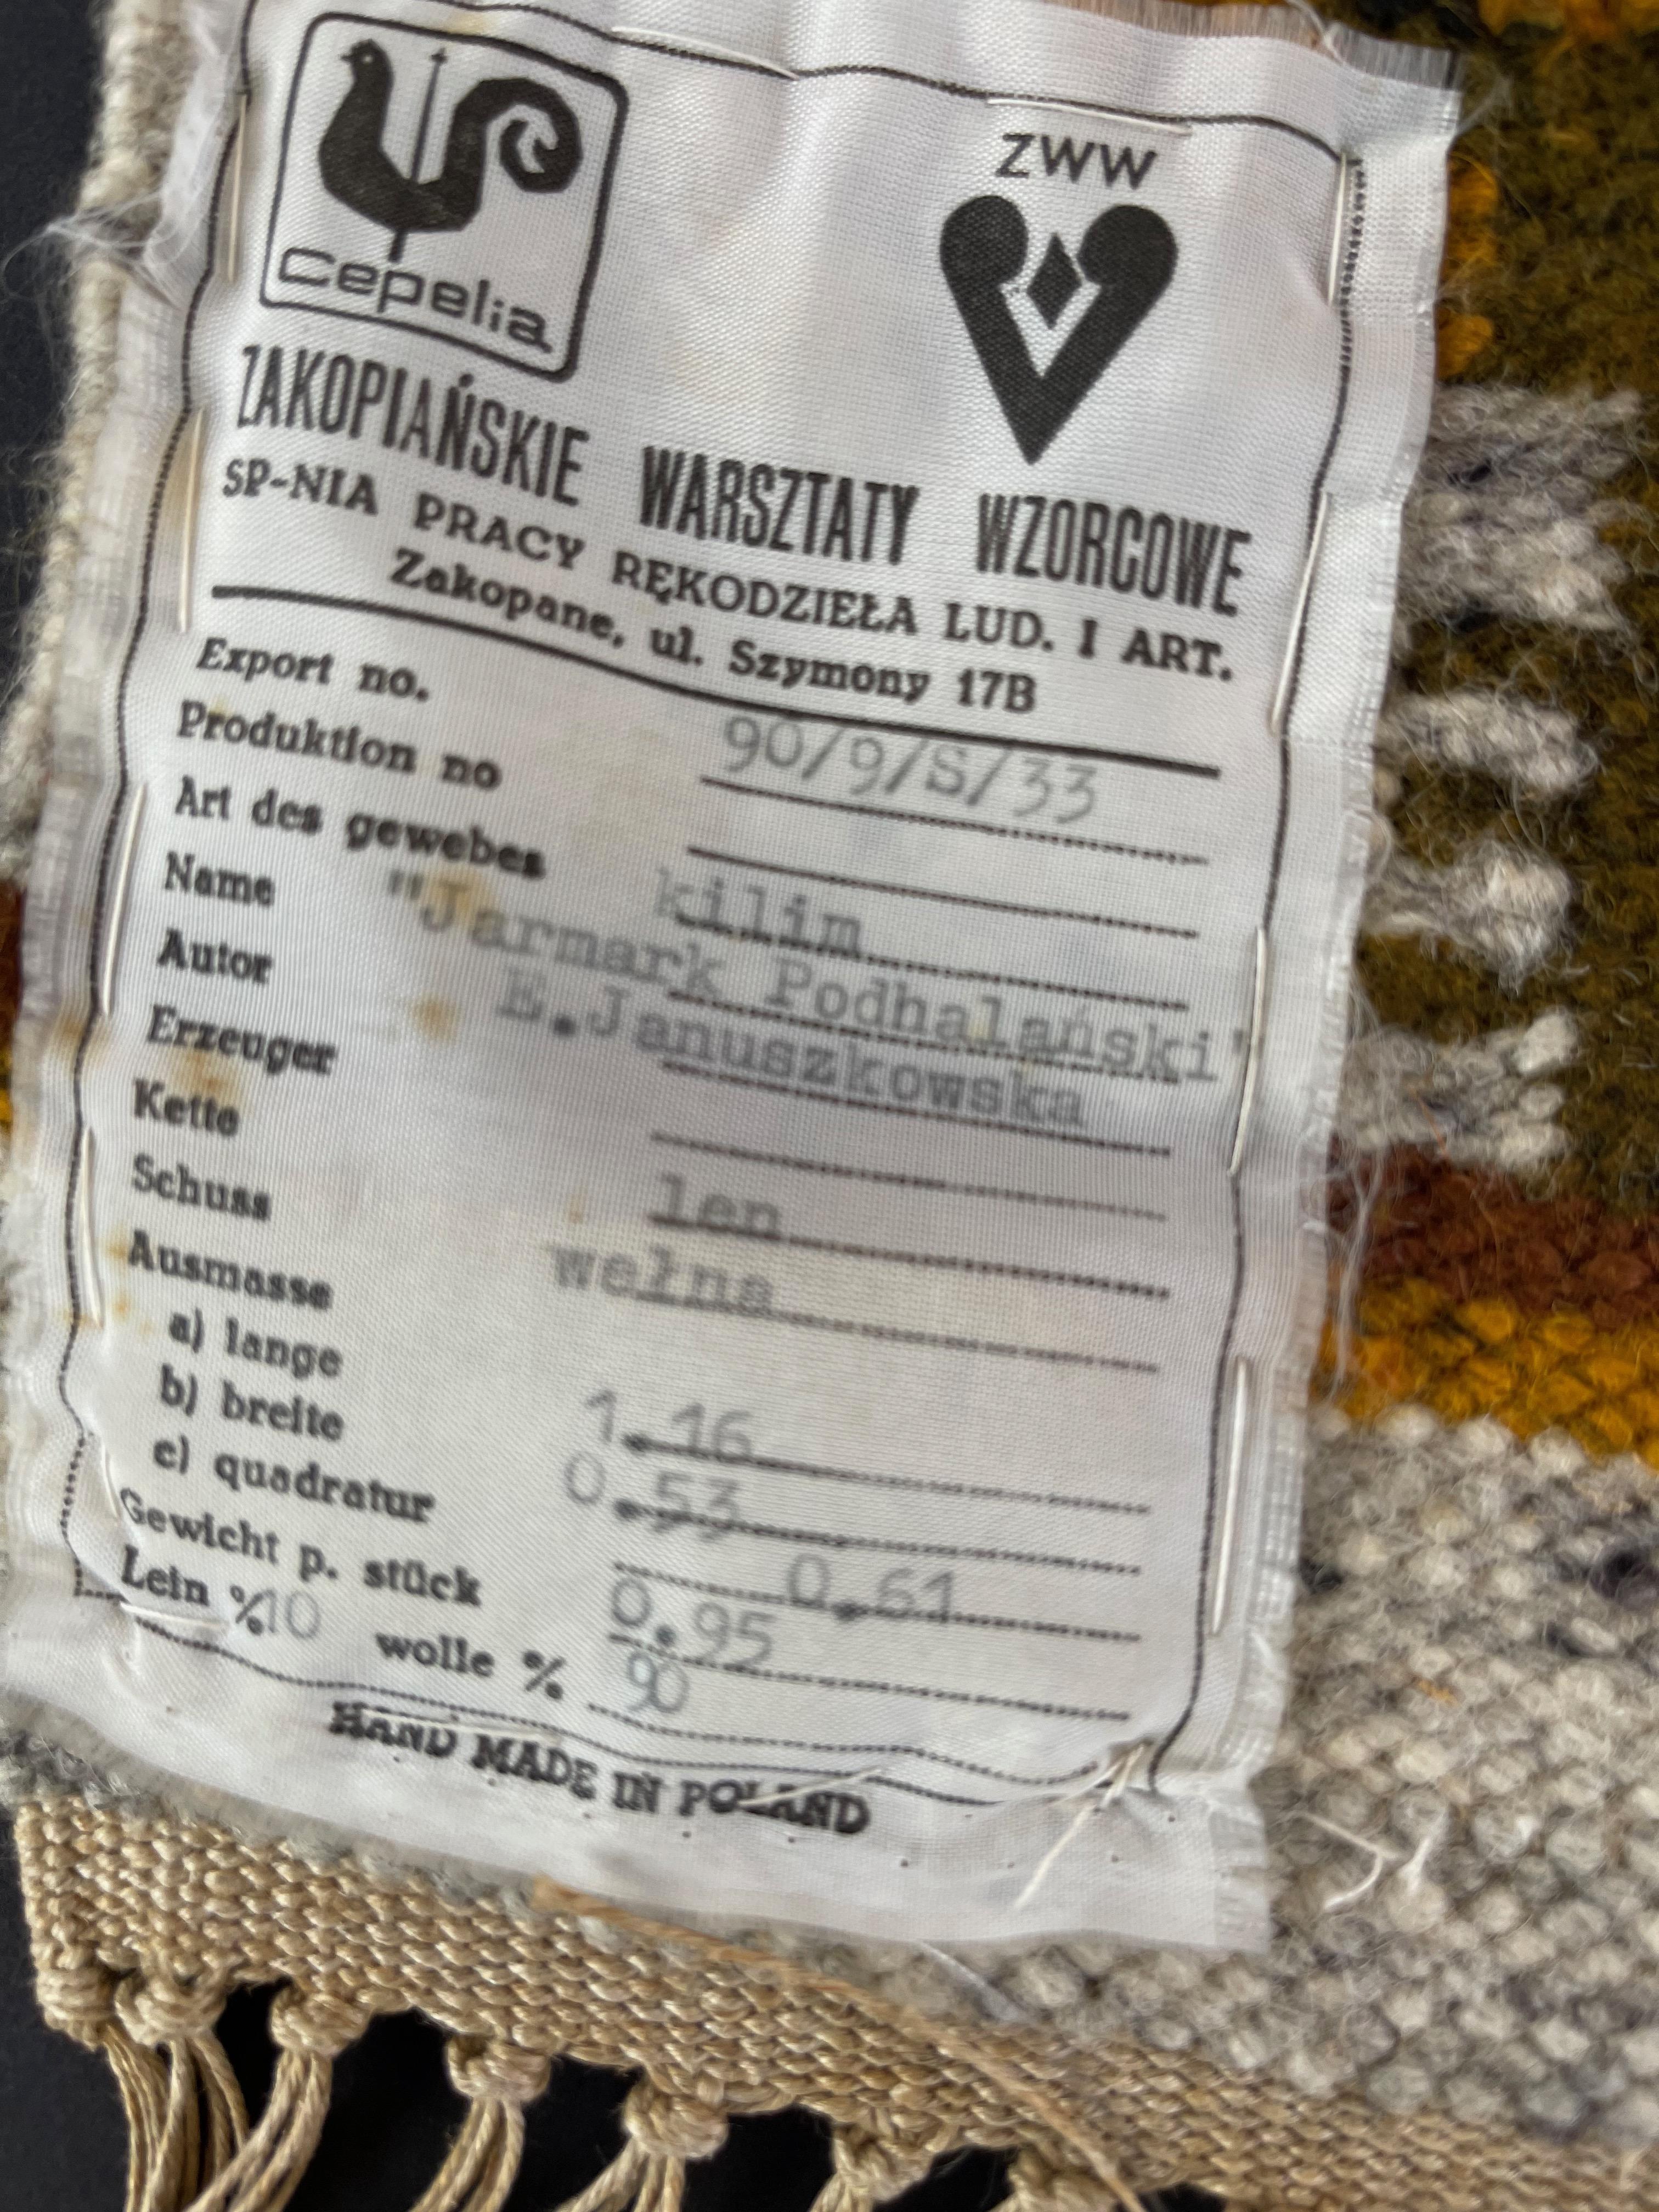 cepelia
ZWW
ZAKOPIAŃSKIE WARSZTATY WZORCOWE
SP-NIA PRACY RĘKODZIEŁA LUD. I ART.
Zakopane, ul. Szymony 17B
Export no. 90/9/S/33
Produktion no
Art des gewebes kilim
Name "Jarmark Podhalański"
Autor E.Januszkowska
Erzeuger
Kette len
Schuss wełna
Ausmasse
a) lange 1.16
b) breite 0.53
c) quadratur 0.61
Gewicht p. stück 0.95
Lein % 10 wolle % 90
HAND MADE IN POLAND